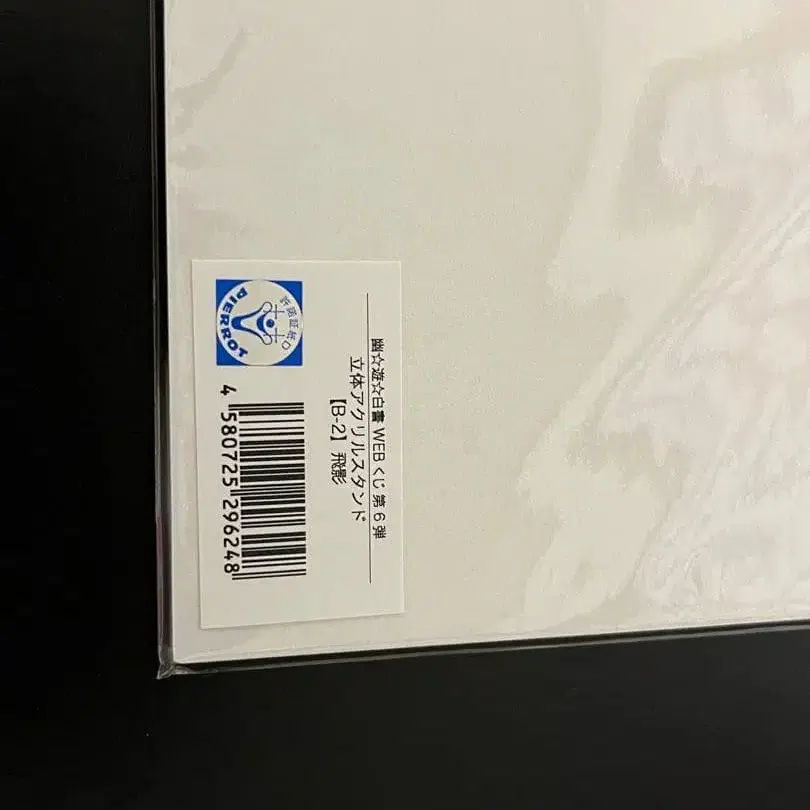 幽☆遊☆白書 WEBくじ 第6弾
立体アクリルスタンド
【B-2】 飛影
PIERROT
許諾証紙D
4 580725 296248